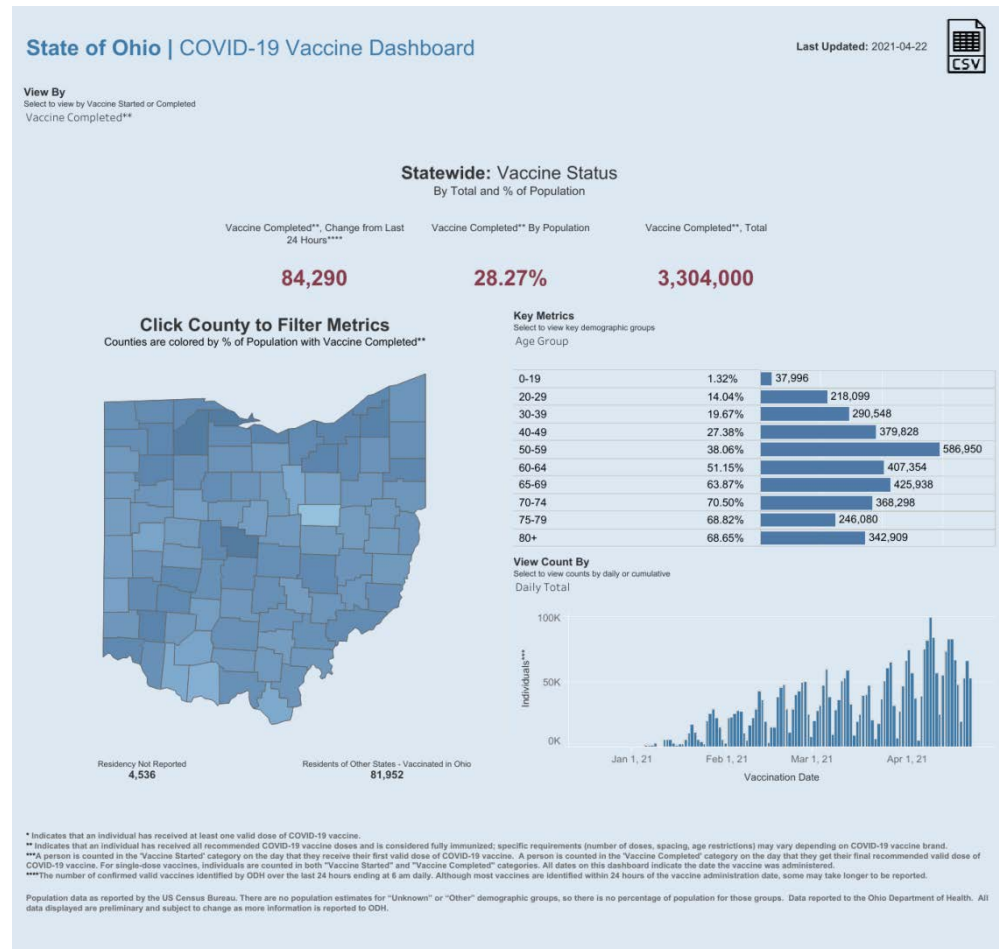 State of Ohio | COVID-19 Vaccine Dashboard
Last Updated: 2021-04-22
CSV
View By
Select to view by Vaccine Started or Completed
Vaccine Completed**
Statewide: Vaccine Status
By Total and % of Population
Vaccine Completed**, Change from Last
24 Hours****
Vaccine Completed** By Population
Vaccine Completed**, Total
84,290
28.27%
3,304,000
Click County to Filter Metrics
Counties are colored by % of Population with Vaccine Completed**
Key Metrics
Select to view key demographic groups
Age Group
0-19 1.32% 37,996
20-29 14.04% 218,099
30-39 19.67% 290,548
40-49 27.38% 379,828
50-59 38.06% 586,950
60-64 51.15% 407,354
65-69 63.87% 425,938
70-74 70.50% 368,298
75-79 68.82% 246,080
80+ 68.65% 342,909
View Count By
Select to view counts by daily or cumulative
Daily Total
100K
50K
0K
Individuals***
Jan 1, 21 Feb 1, 21 Mar 1, 21 Apr 1, 21
Vaccination Date
Residency Not Reported
4,536
Residents of Other States - Vaccinated in Ohio
81,952
* Indicates that an individual has received at least one valid dose of COVID-19 vaccine.
** Indicates that an individual has received all recommended COVID-19 vaccine doses and is considered fully immunized; specific requirements (number of doses, spacing, age restrictions) may vary depending on COVID-19 vaccine brand.
***A person is counted in the 'Vaccine Started' category on the day that they receive their first valid dose of COVID-19 vaccine. A person is counted in the 'Vaccine Completed' category on the day that they get their final recommended valid dose of
COVID-19 vaccine. For single-dose vaccines, individuals are counted in both "Vaccine Started" and "Vaccine Completed" categories. All dates on this dashboard indicate the date the vaccine was administered.
****The number of confirmed valid vaccines identified by ODH over the last 24 hours ending at 6 am daily. Although most vaccines are identified within 24 hours of the vaccine administration date, some may take longer to be reported.
Population data as reported by the US Census Bureau. There are no population estimates for "Unknown" or "Other" demographic groups, so there is no percentage of population for those groups. Data reported to the Ohio Department of Health. All
data displayed are preliminary and subject to change as more information is reported to ODH.